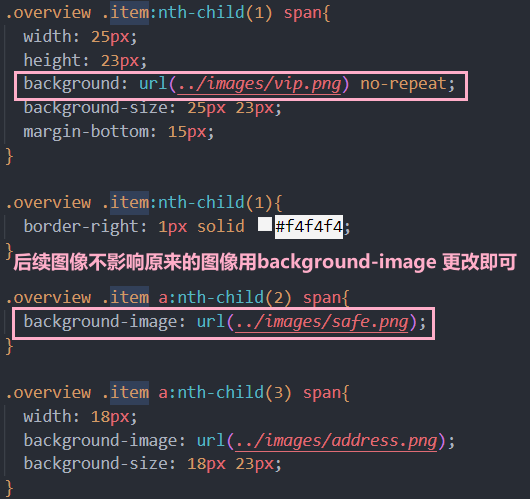 .overview .item:nth-child(1) span{
width: 25px;
height: 23px;
background: url(../images/vip.png) no-repeat;
background-size: 25px 23px;
margin-bottom: 15px;
}
.overview .item:nth-child(1){
border-right: 1px solid #f4f4f4;
}
后续图像不影响原来的图像用background-image 更改即可
.overview .item a:nth-child(2) span{
background-image: url(../images/safe.png);
}
.overview .item a:nth-child(3) span{
width: 18px;
background-image: url(../images/address.png);
background-size: 18px 23px;
}